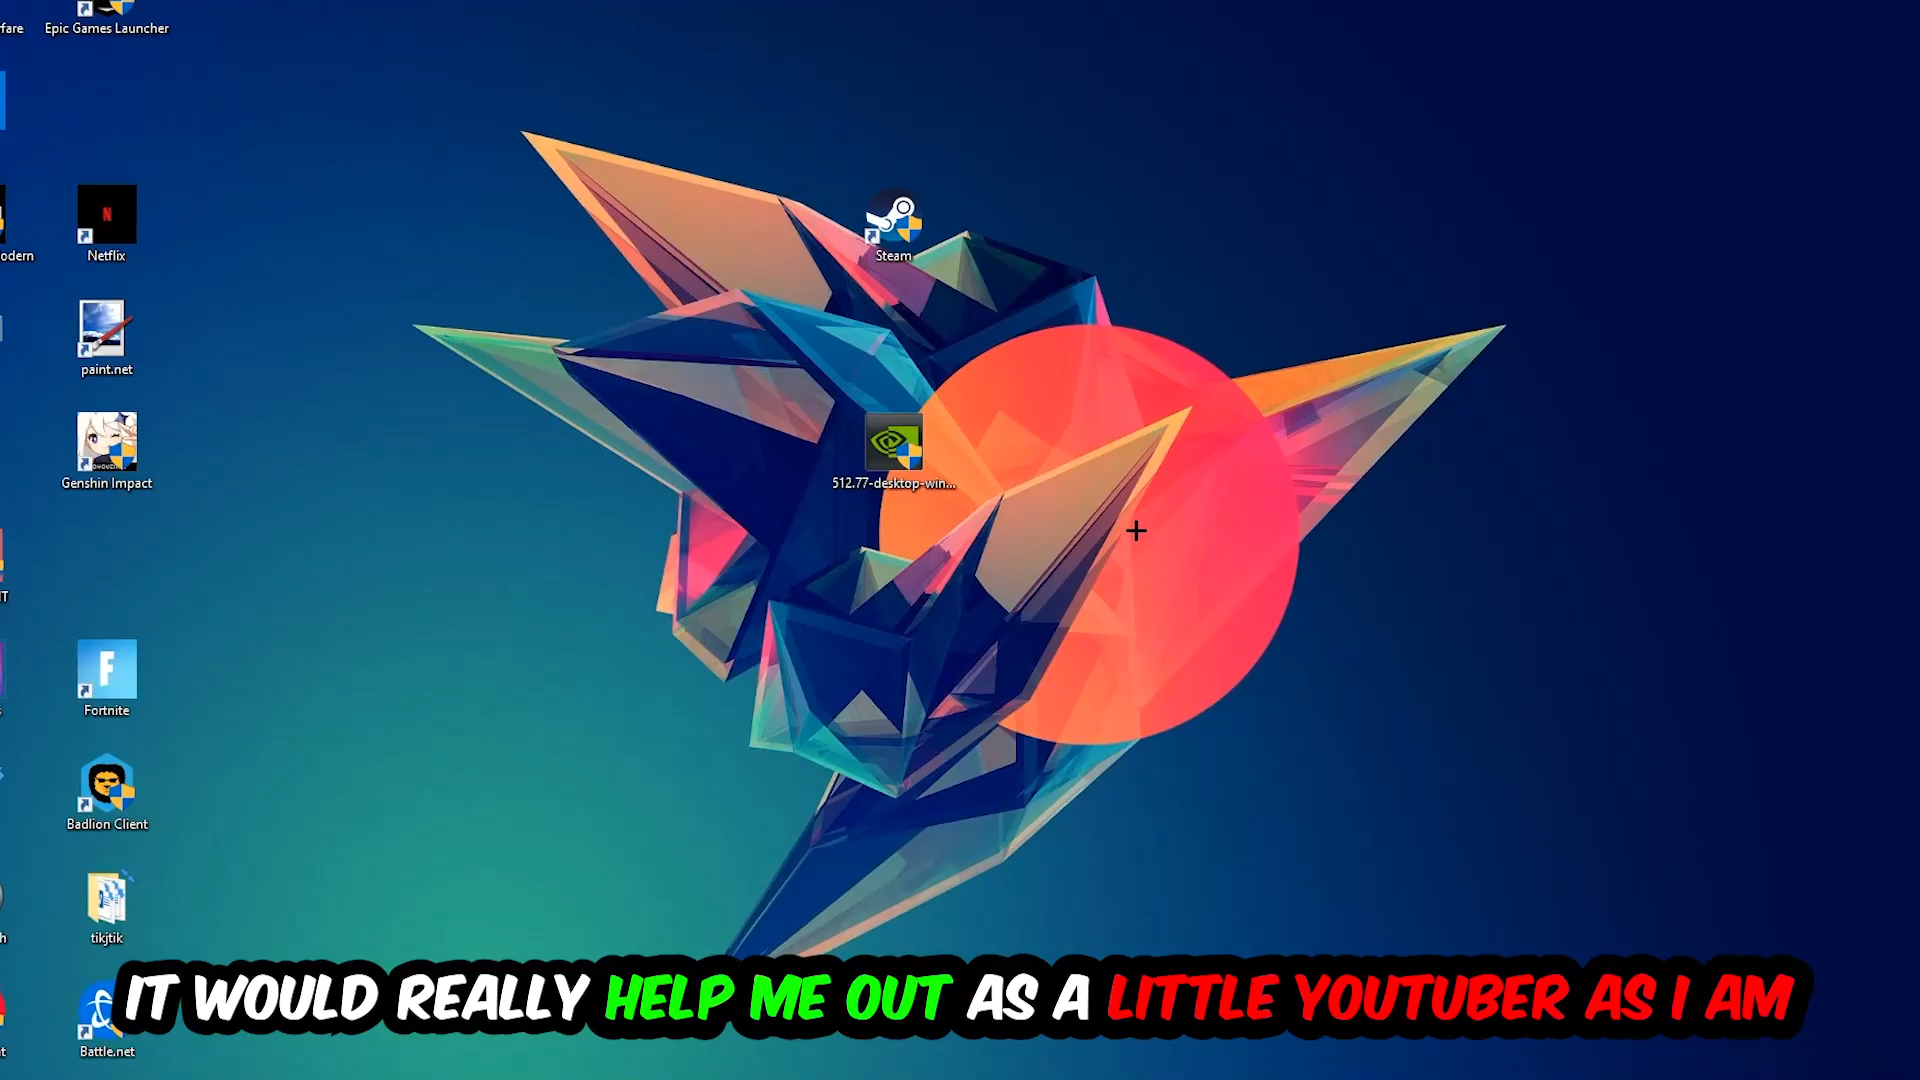 fare
Epic Games Launcher
odern
Netflix
N
Steam
paint.net
512.77-desktop-win...
Genshin Impact
IT
F
Fortnite
s
Badlion Client
h
tikjtik
IT WOULD REALLY HELP ME OUT AS A LITTLE YOUTUBER AS I AM
t
Battle.net